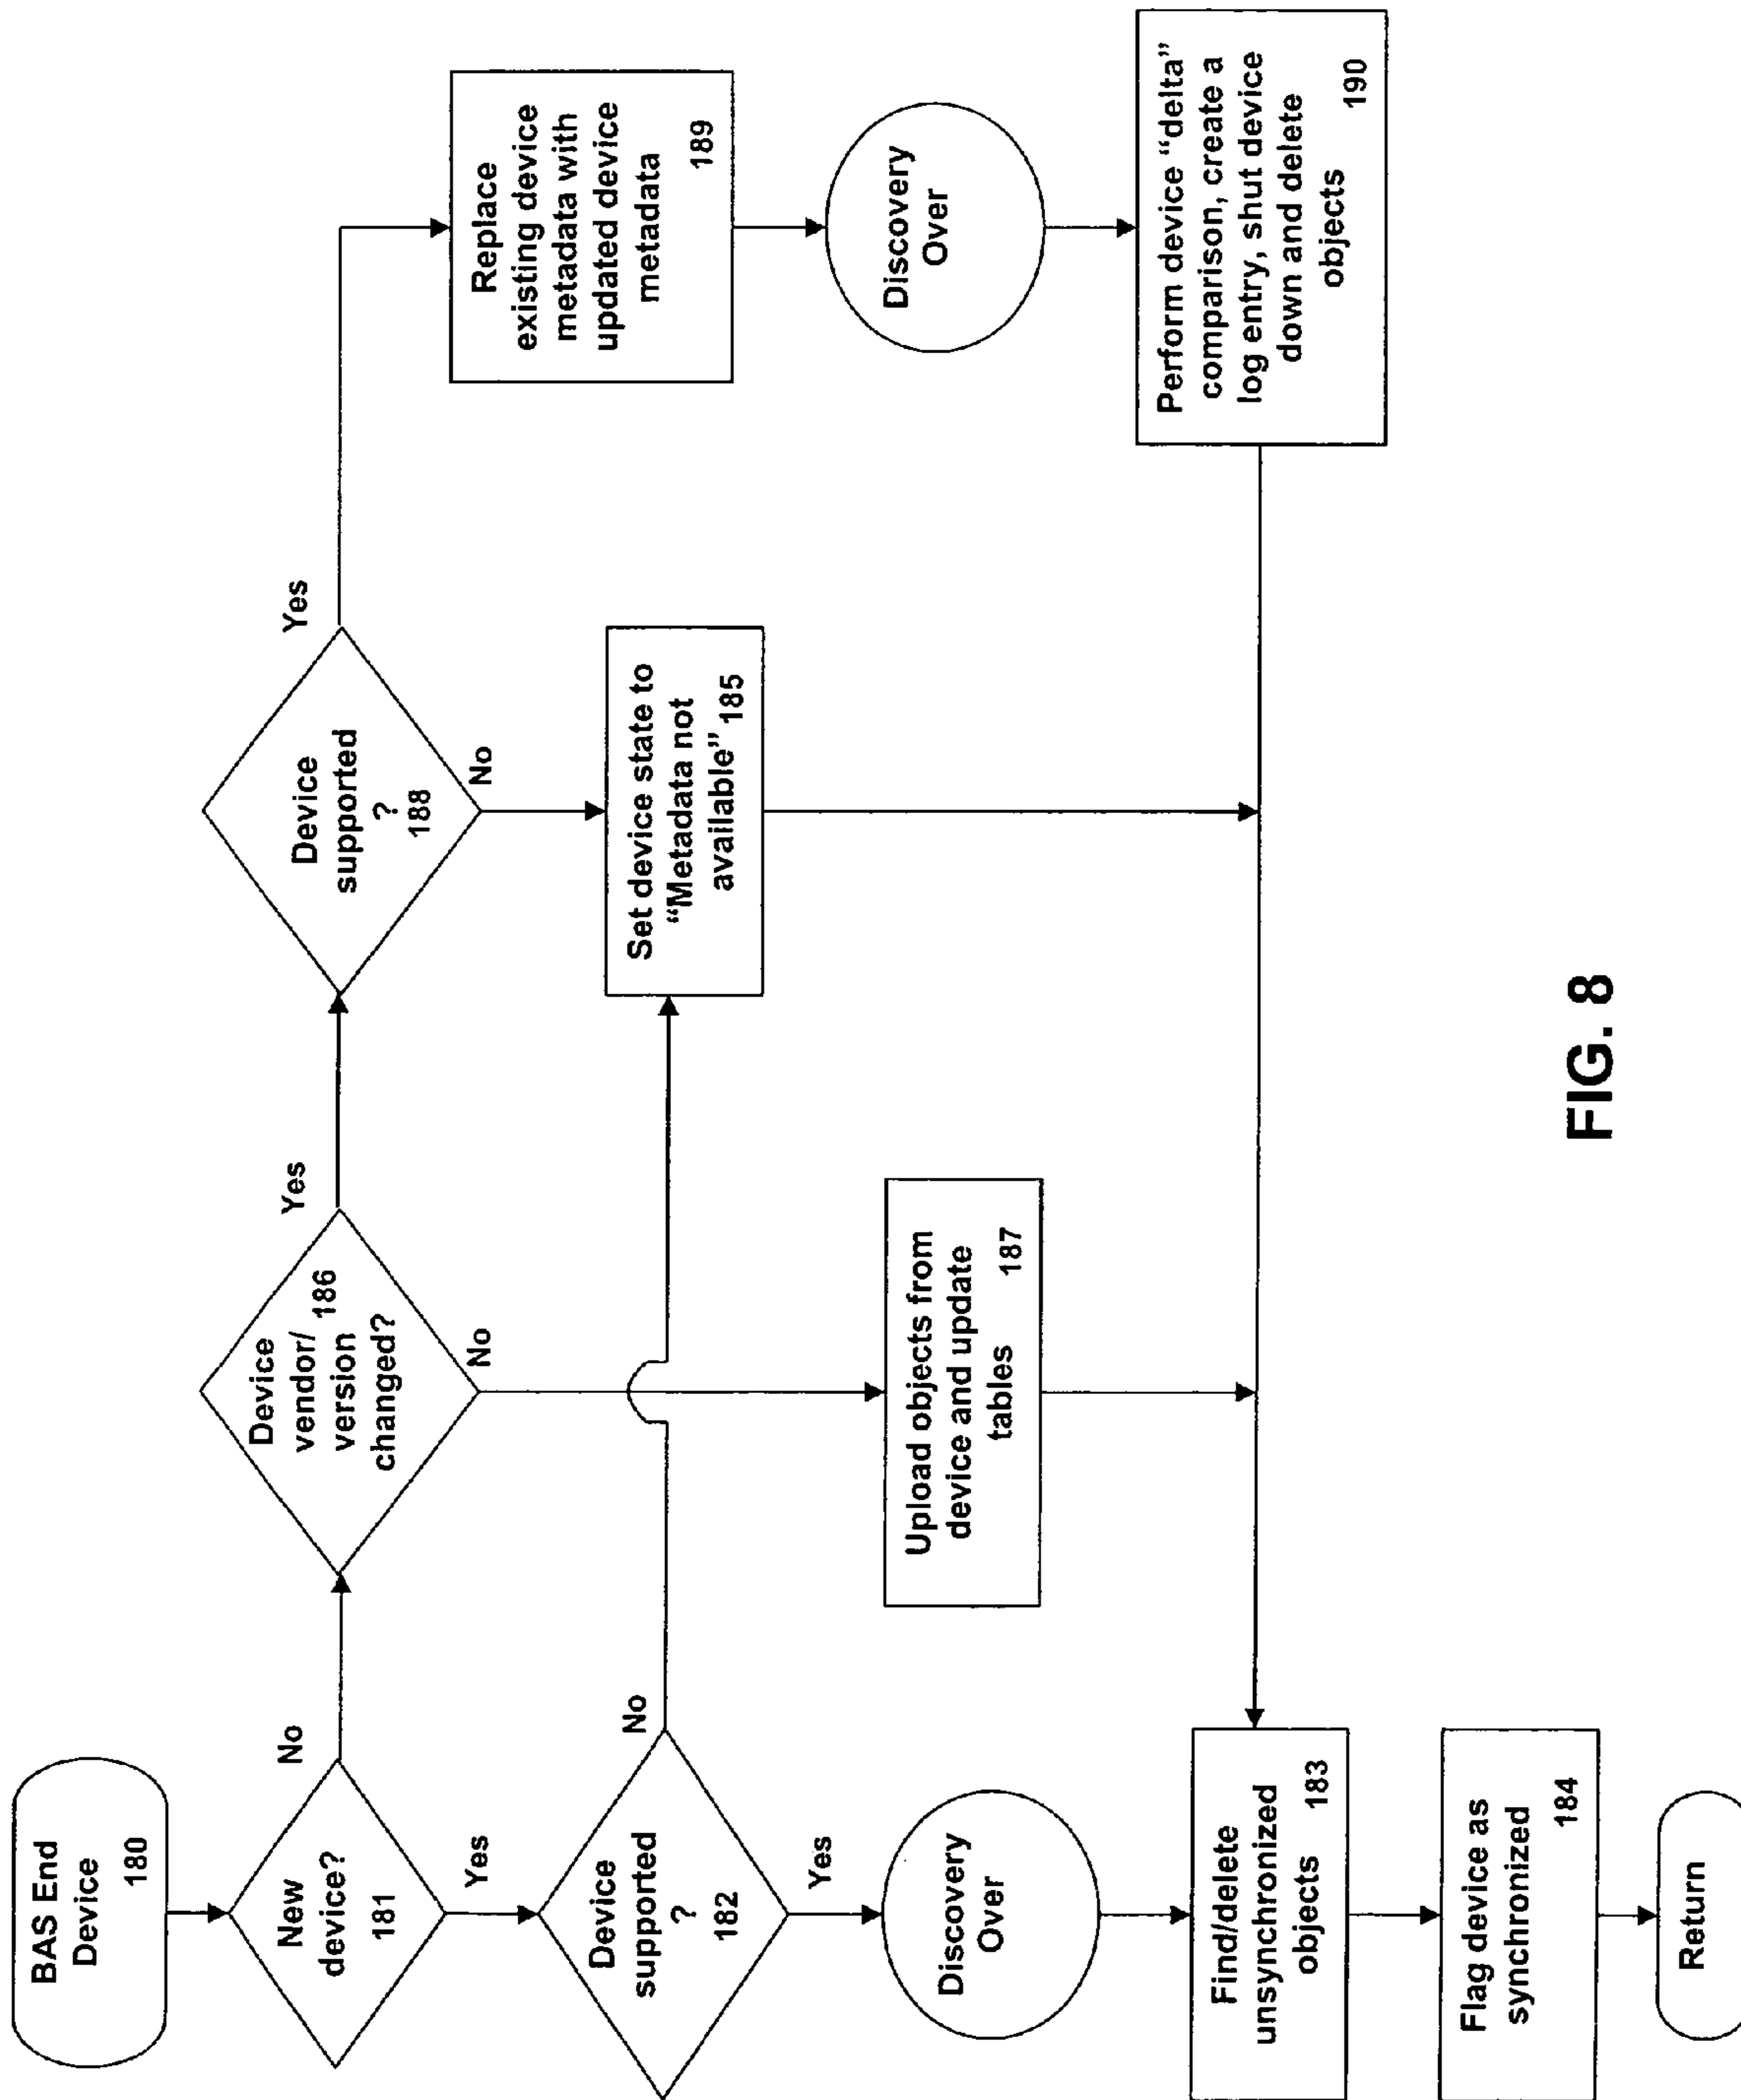 BAS End
Device
180
New
device?
181
No
Yes
Device
vendor/
186
version
changed?
Yes
No
Device
supported
?
188
Yes
No
Replace
existing device
metadata with
updated device
metadata
189
Device
supported
?
182
No
Yes
Set device state to
“Metadata not
available” 185
Discovery
Over
Discovery
Over
Upload objects from
device and update
tables
187
Find/delete
unsynchronized
objects
183
Perform device “delta”
comparison, create a
log entry, shut device
down and delete
objects
190
Flag device as
synchronized
184
Return
FIG. 8